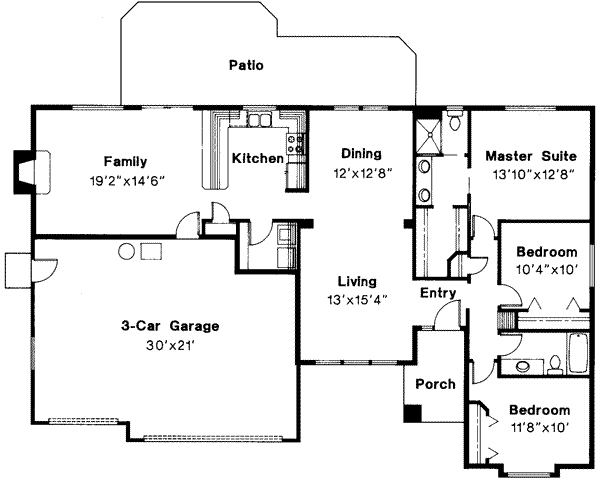 Patio
Family
19'2"x14'6"
Kitchen
Dining
12'x12'8"
Master Suite
13'10"x12'8"
Bedroom
10'4"x10'
Living
13'x15'4"
Entry
3-Car Garage
30'x21'
Porch
Bedroom
11'8"x10'